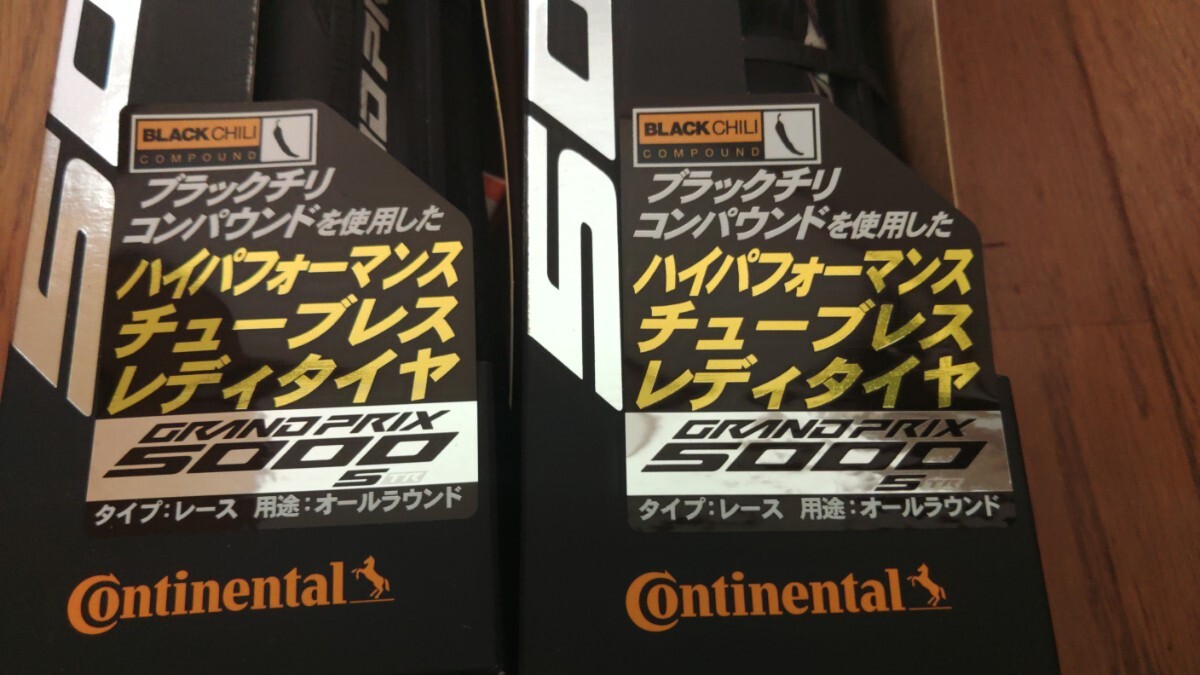 50
ND PRI
BLACK CHILI
COMPOUND
ブラックチリ
コンパウンドを使用した
ハイパフォーマンス
チューブレス
レディタイヤ
GRAND PRIX
5000
S TR
タイプ:レース 用途:オールラウンド
Continental
50
BLACK CHILI
COMPOUND
ブラックチリ
コンパウンドを使用した
ハイパフォーマンス
チューブレス
レディタイヤ
GRAND PRIX
5000
S TR
タイプ:レース 用途:オールラウンド
Continental